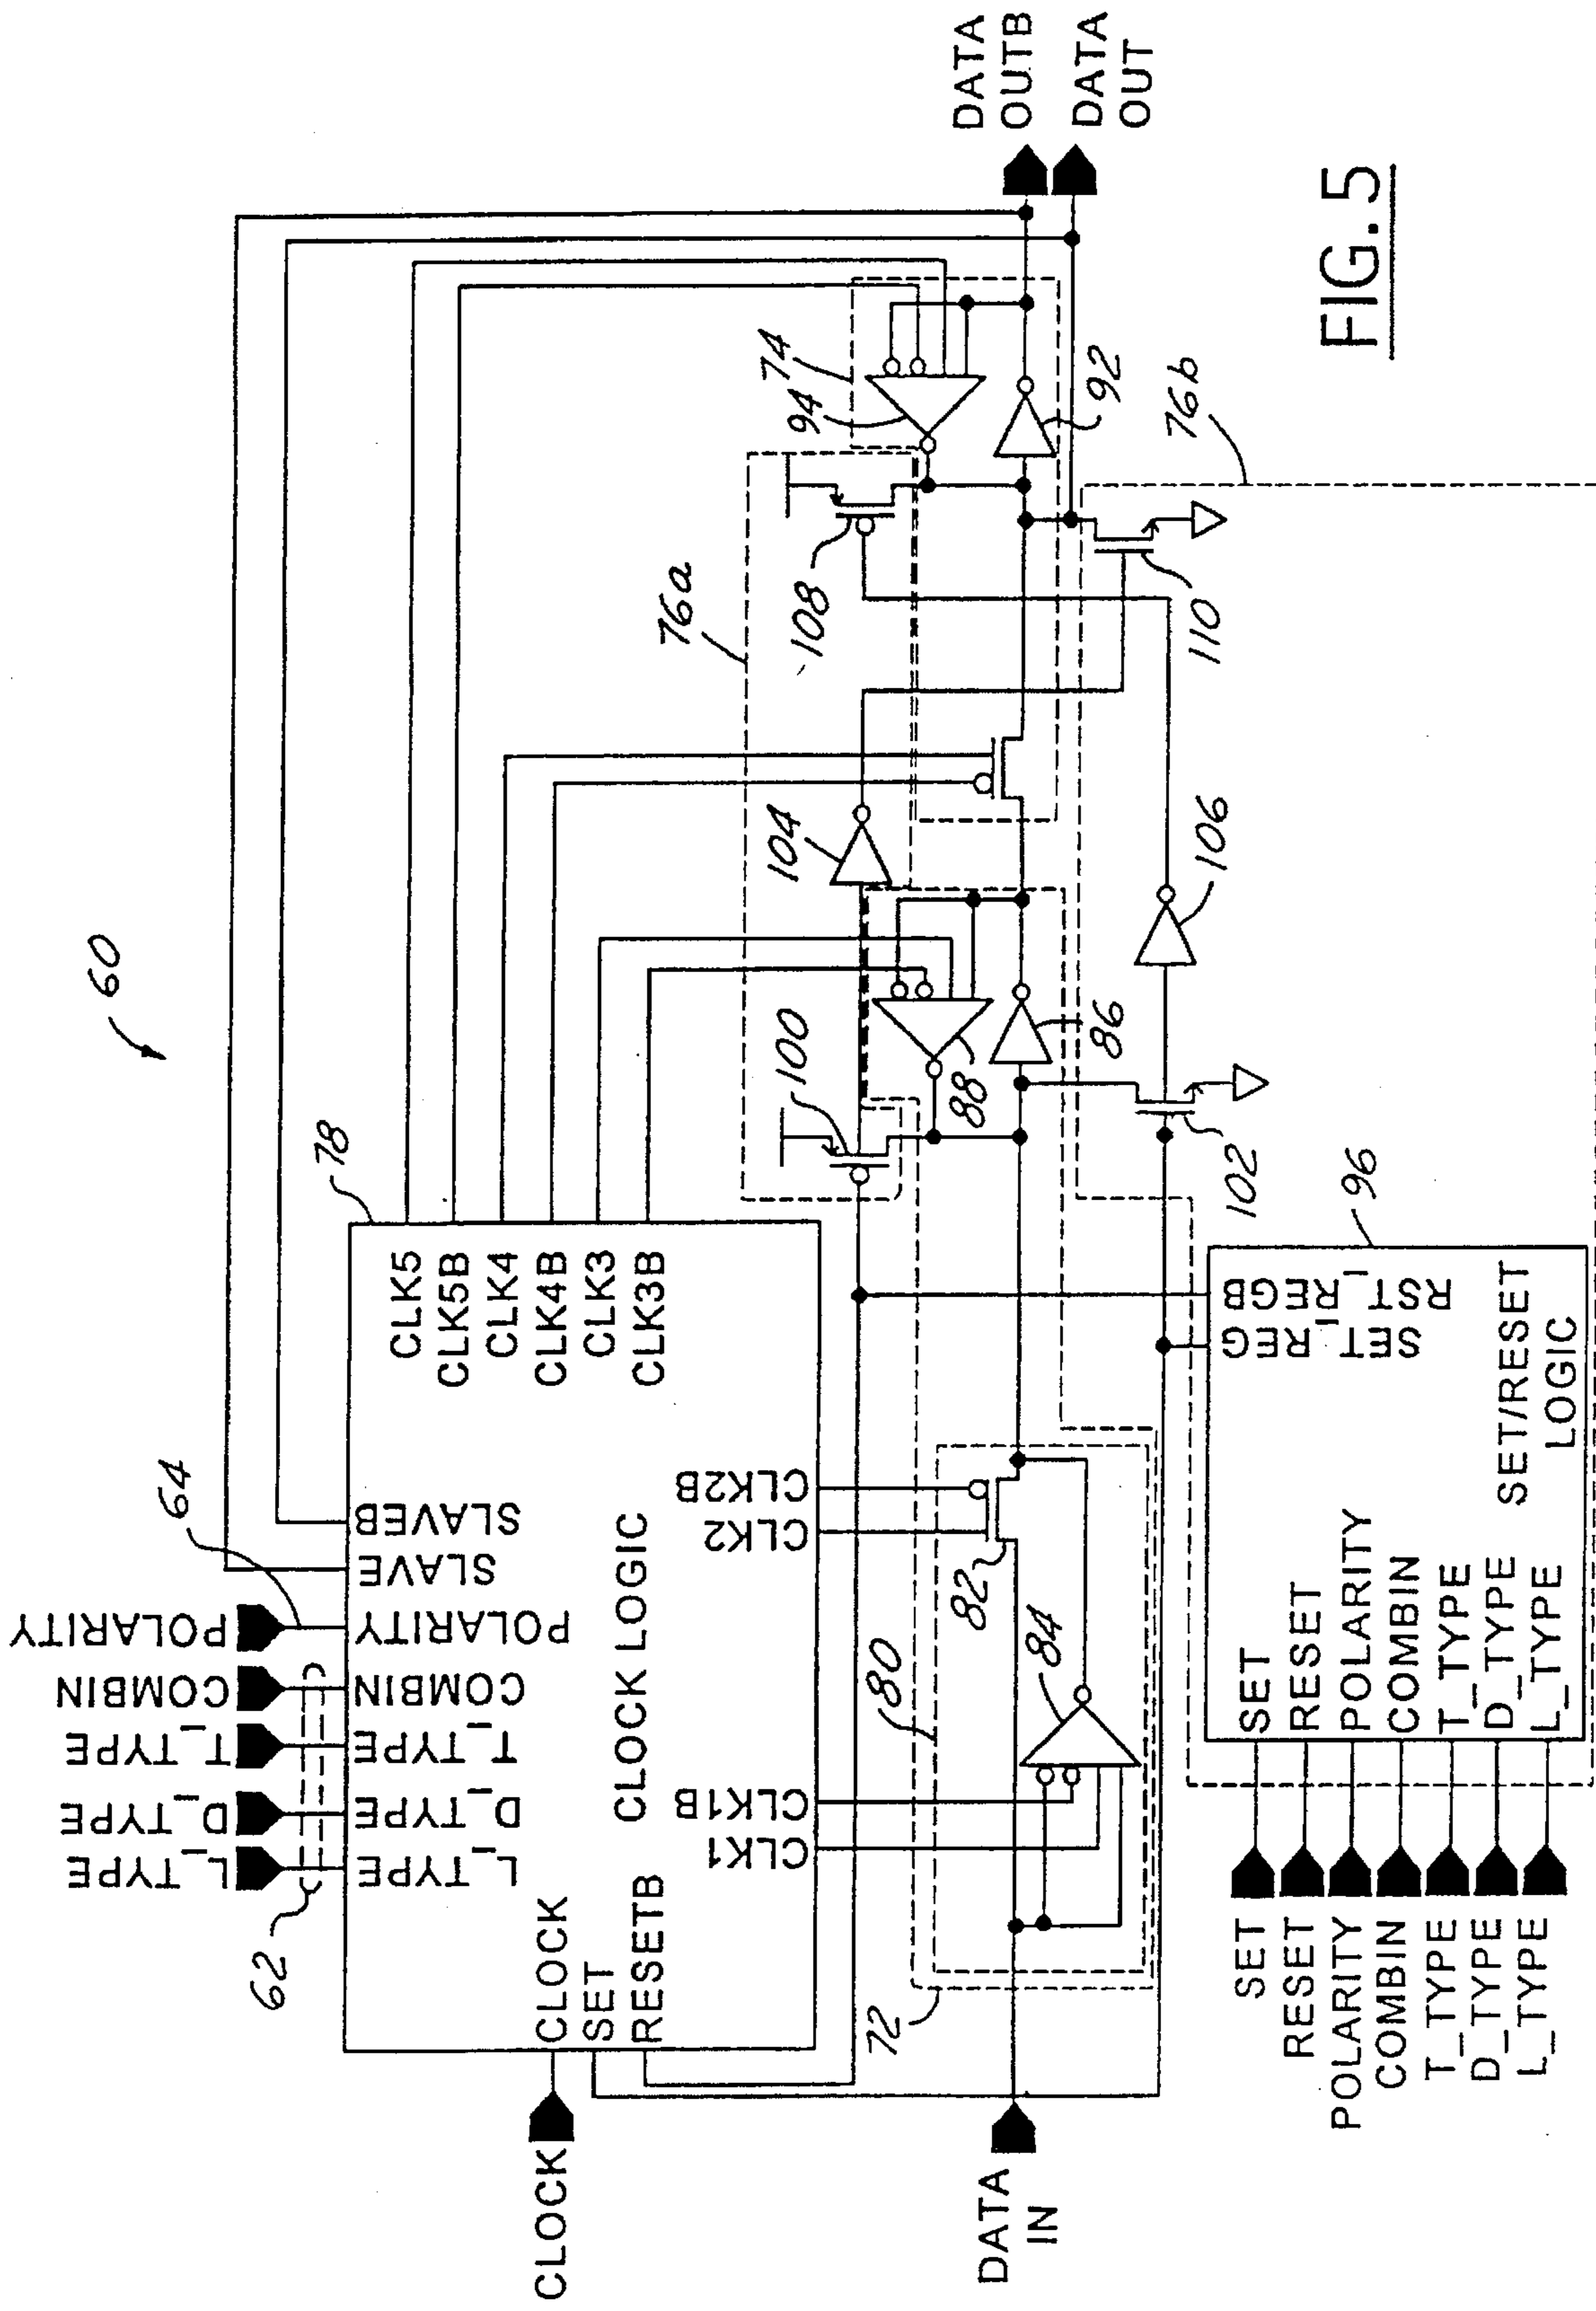 60
78
62
64
L_TYPE
D_TYPE
T_TYPE
COMBIN
POLARITY
L_TYPE
D_TYPE
T_TYPE
COMBIN
POLARITY
SLAVE
SLAVEB
CLOCK
CLOCK
SET
RESETB
CLOCK LOGIC
CLK5
CLK5B
CLK4
CLK4B
CLK3
CLK3B
CLK1
CLK1B
CLK2
CLK2B
72
80
82
84
100
88
86
104
76a
108
94
74
92
DATA
IN
DATA
OUTB
DATA
OUT
102
106
110
76b
96
SET
RESET
POLARITY
COMBIN
T_TYPE
D_TYPE
L_TYPE
SET
RESET
POLARITY
COMBIN
T_TYPE
D_TYPE
L_TYPE
SET_REG
RST_REGB
SET/RESET
LOGIC
FIG. 5